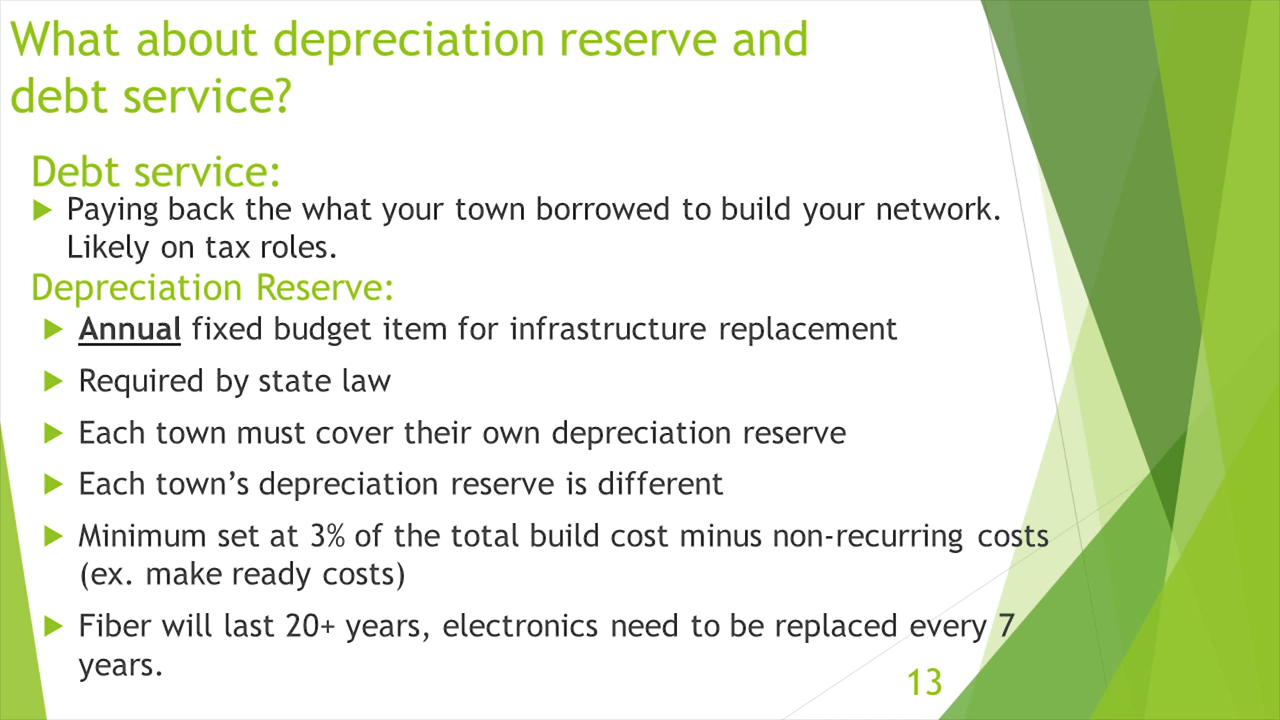 What about depreciation reserve and
debt service?
Debt service:
Paying back the what your town borrowed to build your network.
Likely on tax roles.
Depreciation Reserve:
Annual fixed budget item for infrastructure replacement
Required by state law
Each town must cover their own depreciation reserve
Each town’s depreciation reserve is different
Minimum set at 3% of the total build cost minus non-recurring costs
(ex. make ready costs)
Fiber will last 20+ years, electronics need to be replaced every 7
years.
13